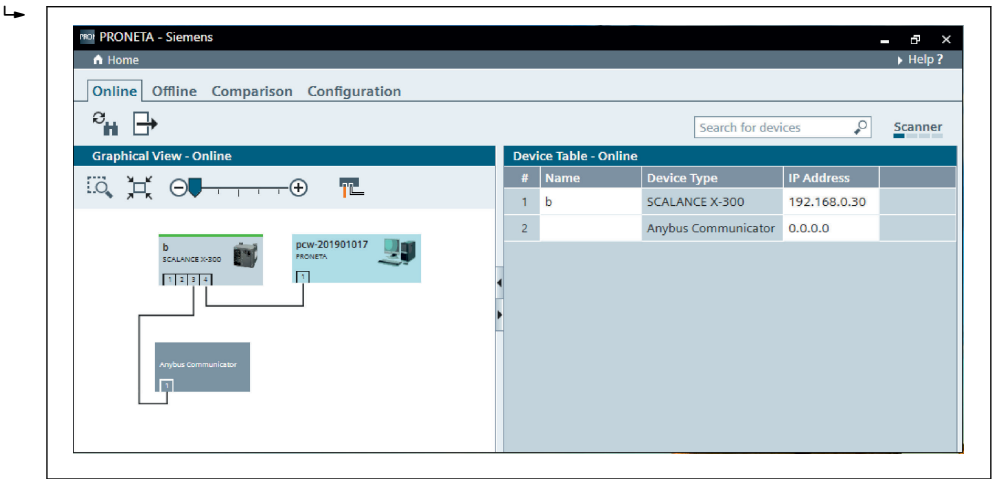 PRONETA - Siemens
Home
Help ?
Online Offline Comparison Configuration
Search for devices
Scanner
Graphical View - Online
Device Table - Online
# Name Device Type IP Address
1 b SCALANCE X-300 192.168.0.30
2 Anybus Communicator 0.0.0.0
b
SCALANCE X-300
1 2 3 4
pcw-201901017
PRONETA
1
Anybus Communicator
1